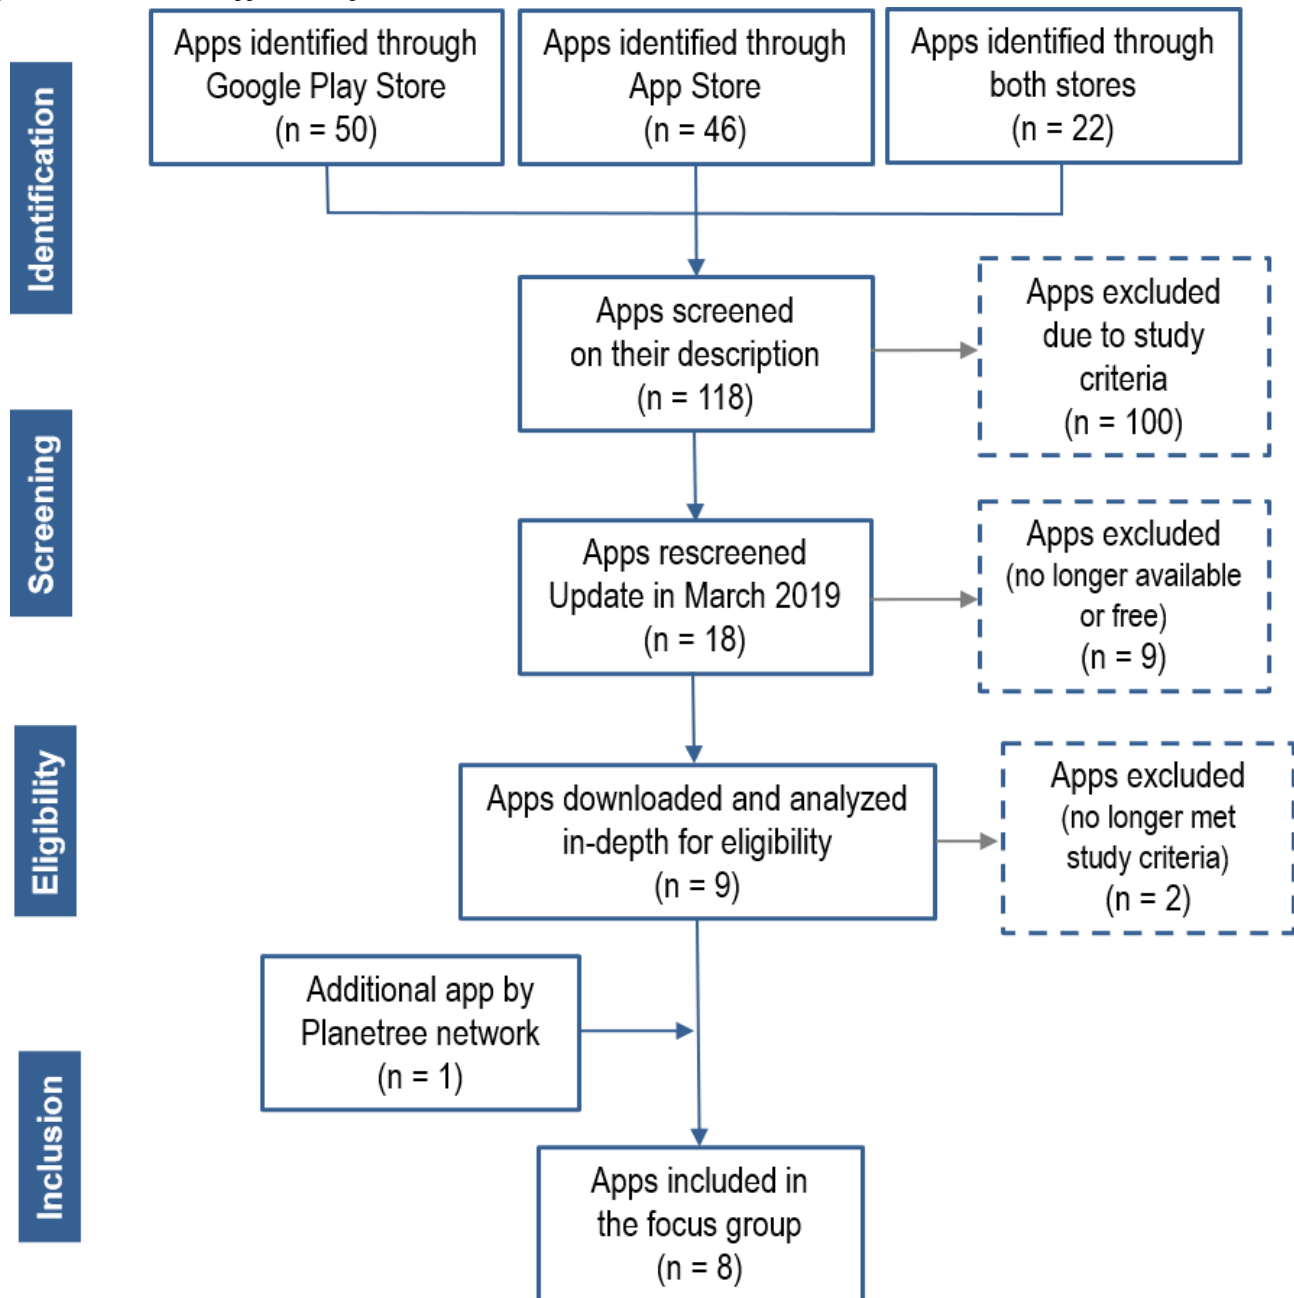 Apps identified through
Google Play Store
(n = 50)
Apps identified through
App Store
(n = 46)
Apps identified through
both stores
(n = 22)
Identification
Apps screened
on their description
(n = 118)
Apps excluded
due to study
criteria
(n = 100)
Screening
Apps rescreened
Update in March 2019
(n = 18)
Apps excluded
(no longer available
or free)
(n = 9)
Eligibility
Apps downloaded and analyzed
in-depth for eligibility
(n = 9)
Apps excluded
(no longer met
study criteria)
(n = 2)
Additional app by
Planetree network
(n = 1)
Inclusion
Apps included in
the focus group
(n = 8)